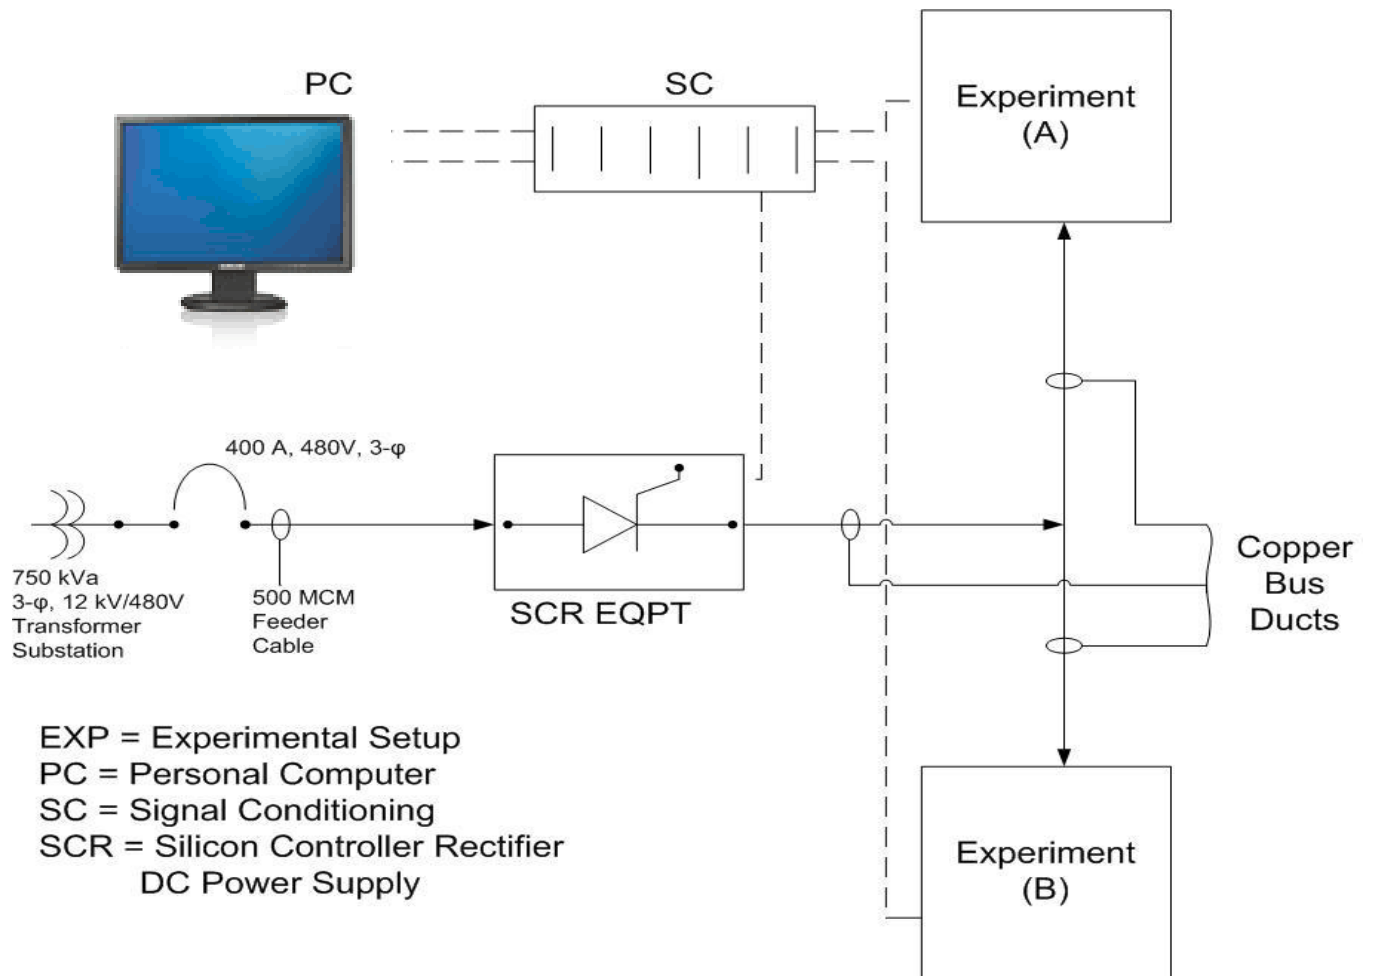 PC
SC
Experiment
(A)
400 A, 480V, 3-φ
750 kVa
3-φ, 12 kV/480V
Transformer
Substation
500 MCM
Feeder
Cable
SCR EQPT
Copper
Bus
Ducts
EXP = Experimental Setup
PC = Personal Computer
SC = Signal Conditioning
SCR = Silicon Controller Rectifier
DC Power Supply
Experiment
(B)